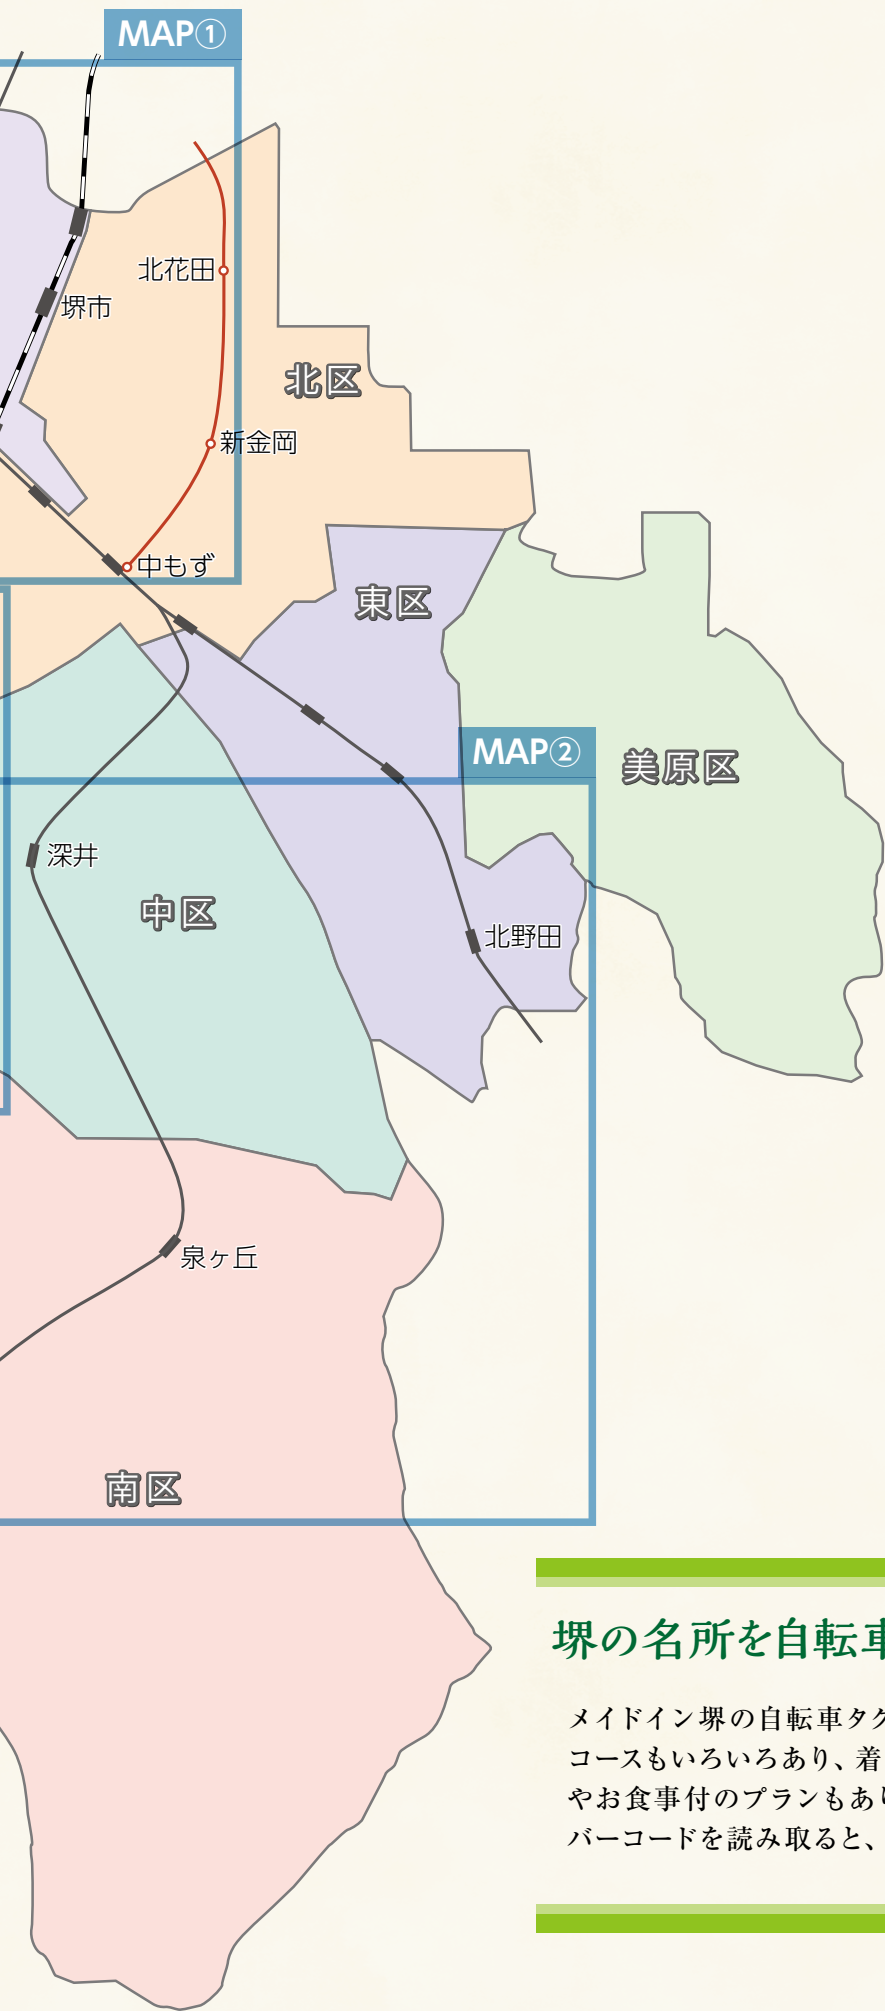 MAP①
北花田
堺市
北区
新金岡
中もず
東区
MAP②
美原区
深井
中区
北野田
泉ヶ丘
南区
堺の名所を自転車
メイドイン堺の自転車タク
コースもいろいろあり、着
やお食事付のプランもあり
バーコードを読み取ると、